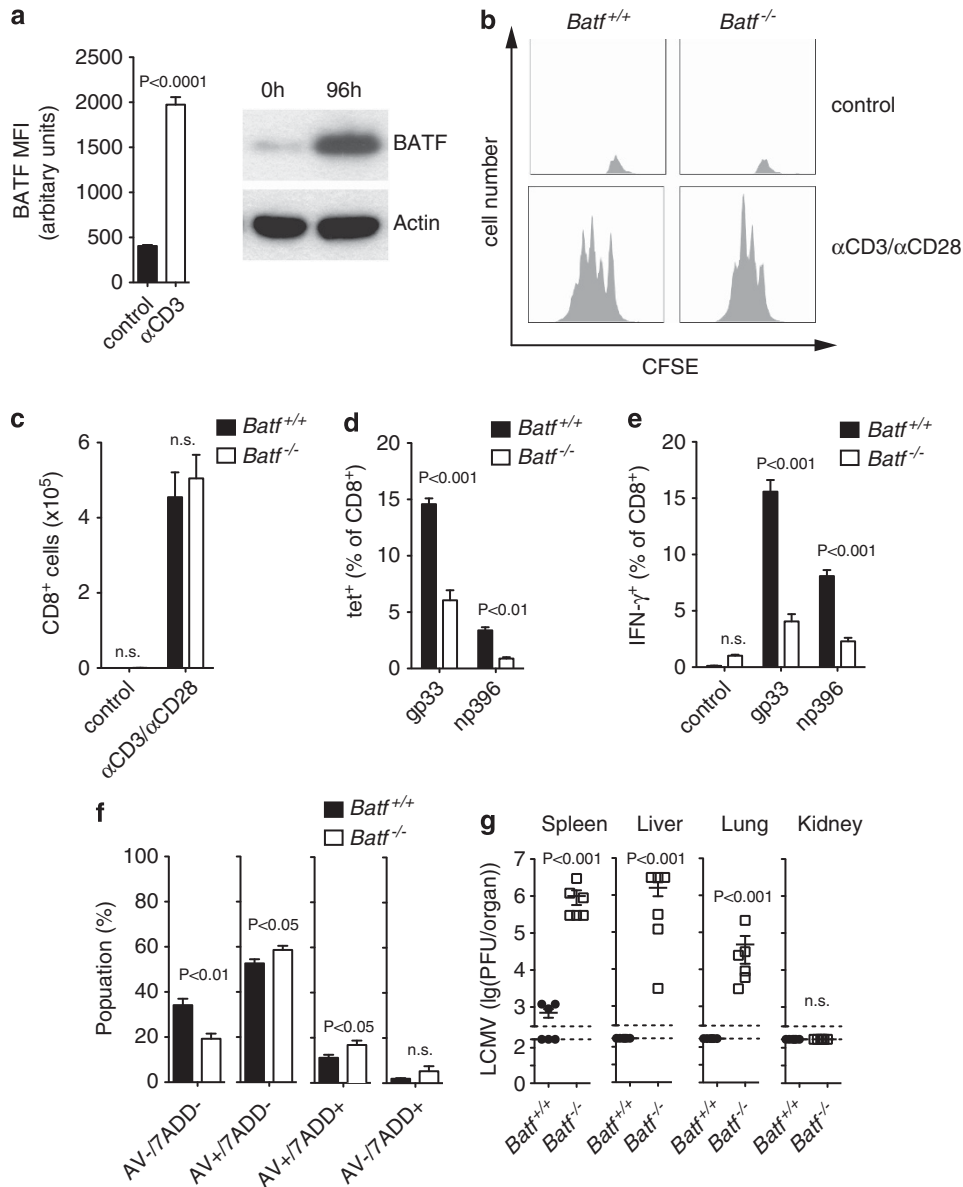 a
2500
2000
1500
1000
500
0
BATF MFI
(arbitary units)
P<0.0001
control
αCD3
0h 96h
BATF
Actin
b
Batf+/+ Batf-/-
cell number
control
αCD3/αCD28
CFSE
c
Batf+/+
Batf-/-
CD8+ cells (x10⁵)
6
4
2
0
n.s.
n.s.
control
αCD3/αCD28
d
Batf+/+
Batf-/-
tet+ (% of CD8+)
20
15
10
5
0
P<0.001
P<0.01
gp33
np396
e
Batf+/+
Batf-/-
IFN-γ+ (% of CD8+)
20
15
10
5
0
n.s.
P<0.001
P<0.001
control
gp33
np396
f
Batf+/+
Batf-/-
Popuation (%)
100
80
60
40
20
0
P<0.01
P<0.05
P<0.05
n.s.
AV-/7ADD-
AV+/7ADD-
AV+/7ADD+
AV-/7ADD+
g
Spleen Liver Lung Kidney
LCMV (lg(PFU/organ))
7
6
5
4
3
2
0
P<0.001
P<0.001
P<0.001
n.s.
Batf+/+
Batf-/-
Batf+/+
Batf-/-
Batf+/+
Batf-/-
Batf+/+
Batf-/-